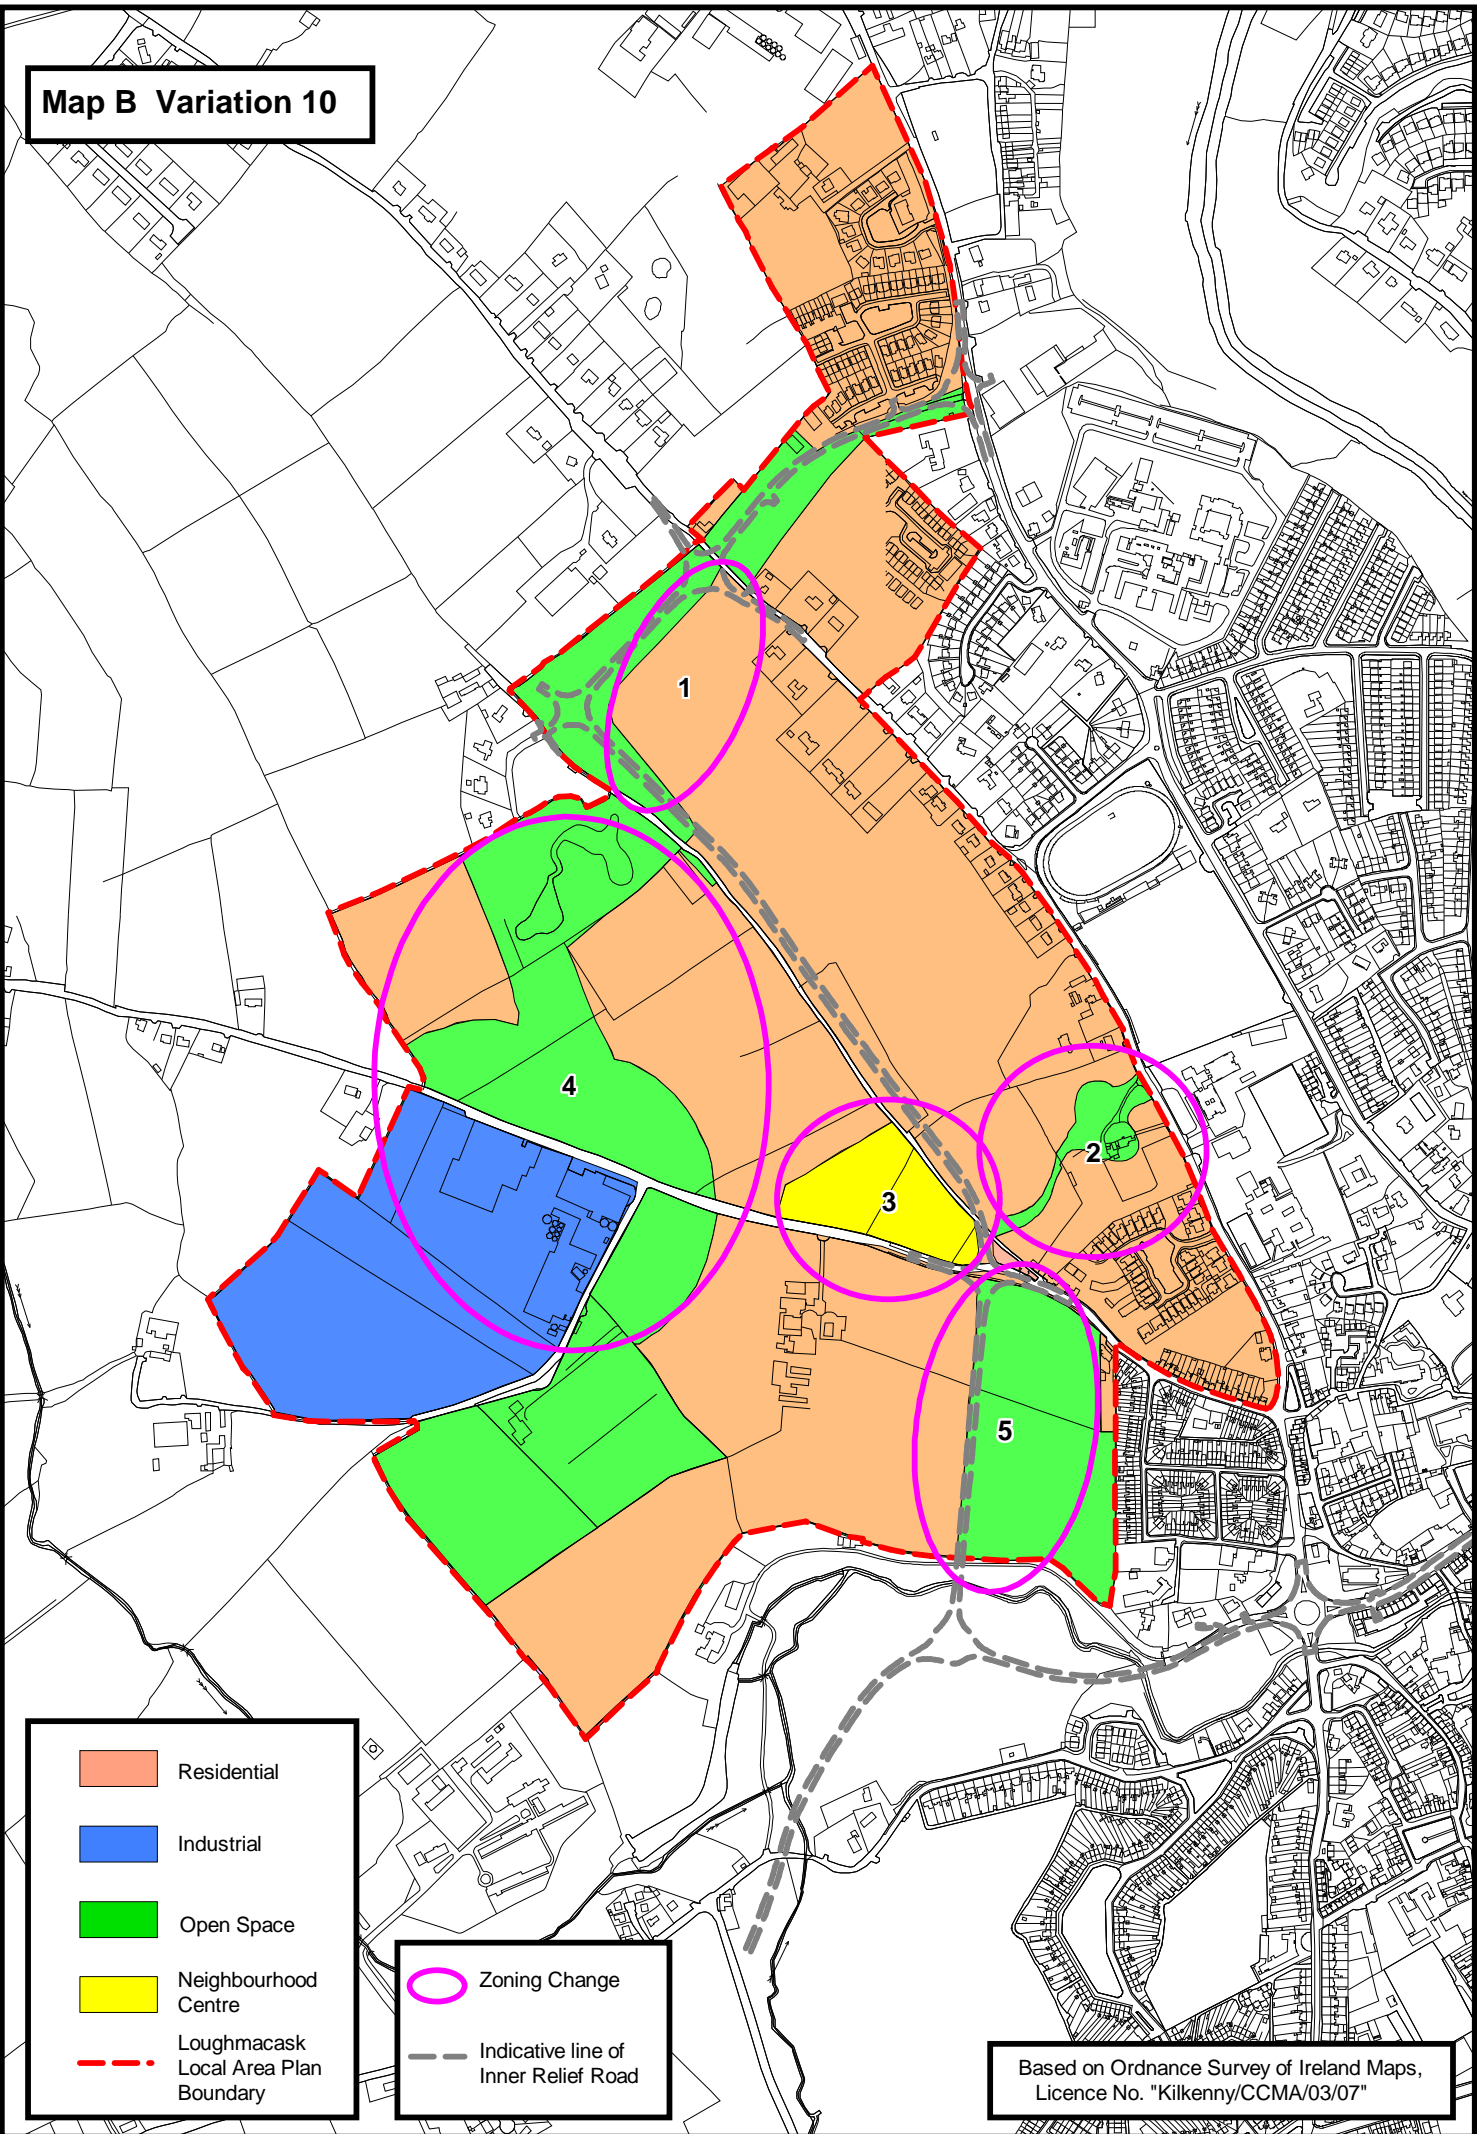 Map B  Variation 10
1
2
3
4
5
Residential
Industrial
Open Space
Neighbourhood
Centre
Loughmacask
Local Area Plan
Boundary
Zoning Change
Indicative line of
Inner Relief Road
Based on Ordnance Survey of Ireland Maps,
Licence No. "Kilkenny/CCMA/03/07"